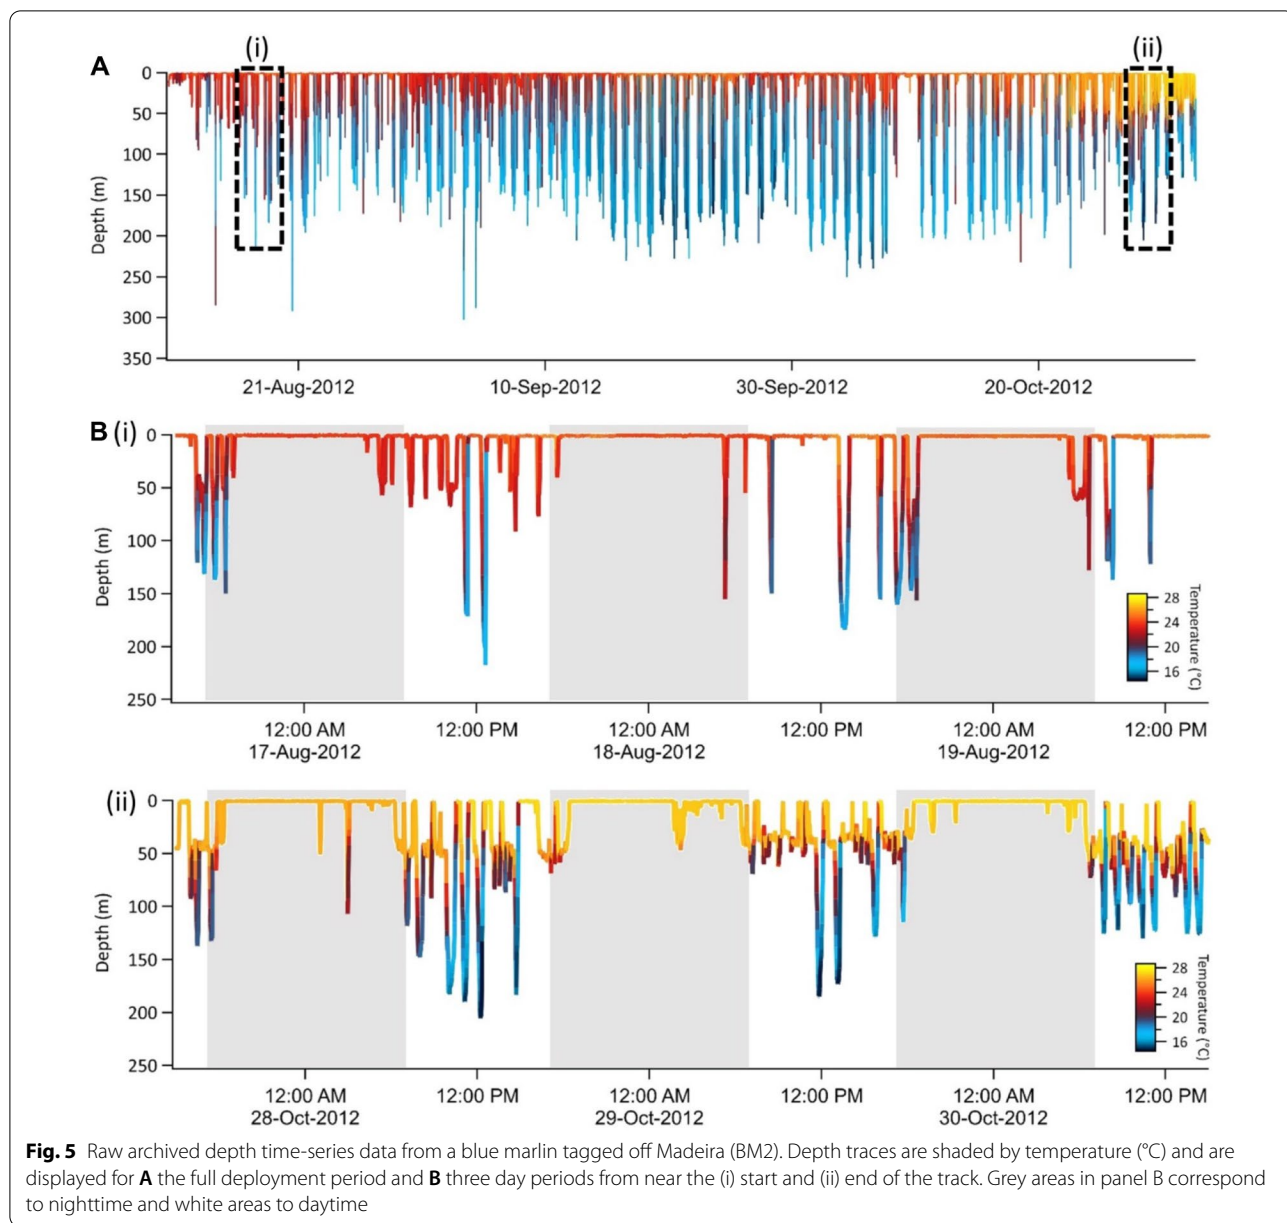 (i)
(ii)
A
0
50
100
150
200
250
300
350
Depth (m)
21-Aug-2012
10-Sep-2012
30-Sep-2012
20-Oct-2012
B (i)
0
50
100
150
200
250
Depth (m)
28
24
20
16
Temperature (°C)
12:00 AM
12:00 PM
12:00 AM
12:00 PM
12:00 AM
12:00 PM
17-Aug-2012
18-Aug-2012
19-Aug-2012
(ii)
0
50
100
150
200
250
Depth (m)
28
24
20
16
Temperature (°C)
12:00 AM
12:00 PM
12:00 AM
12:00 PM
12:00 AM
12:00 PM
28-Oct-2012
29-Oct-2012
30-Oct-2012
Fig. 5 Raw archived depth time-series data from a blue marlin tagged off Madeira (BM2). Depth traces are shaded by temperature (°C) and are
displayed for A the full deployment period and B three day periods from near the (i) start and (ii) end of the track. Grey areas in panel B correspond
to nighttime and white areas to daytime